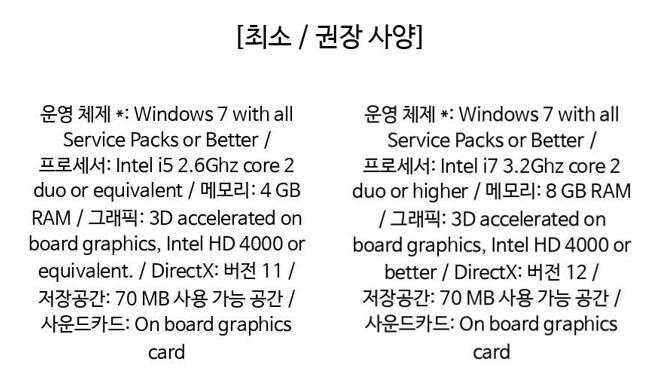 [최소 / 권장 사양]
운영 체제 *: Windows 7 with all
Service Packs or Better /
프로세서: Intel i5 2.6Ghz core 2
duo or equivalent / 메모리: 4 GB
RAM / 그래픽: 3D accelerated on
board graphics, Intel HD 4000 or
equivalent. / DirectX: 버전 11 /
저장공간: 70 MB 사용 가능 공간 /
사운드카드: On board graphics
card
운영 체제 *: Windows 7 with all
Service Packs or Better /
프로세서: Intel i7 3.2Ghz core 2
duo or higher / 메모리: 8 GB RAM
/ 그래픽: 3D accelerated on
board graphics, Intel HD 4000 or
better / DirectX: 버전 12 /
저장공간: 70 MB 사용 가능 공간 /
사운드카드: On board graphics
card